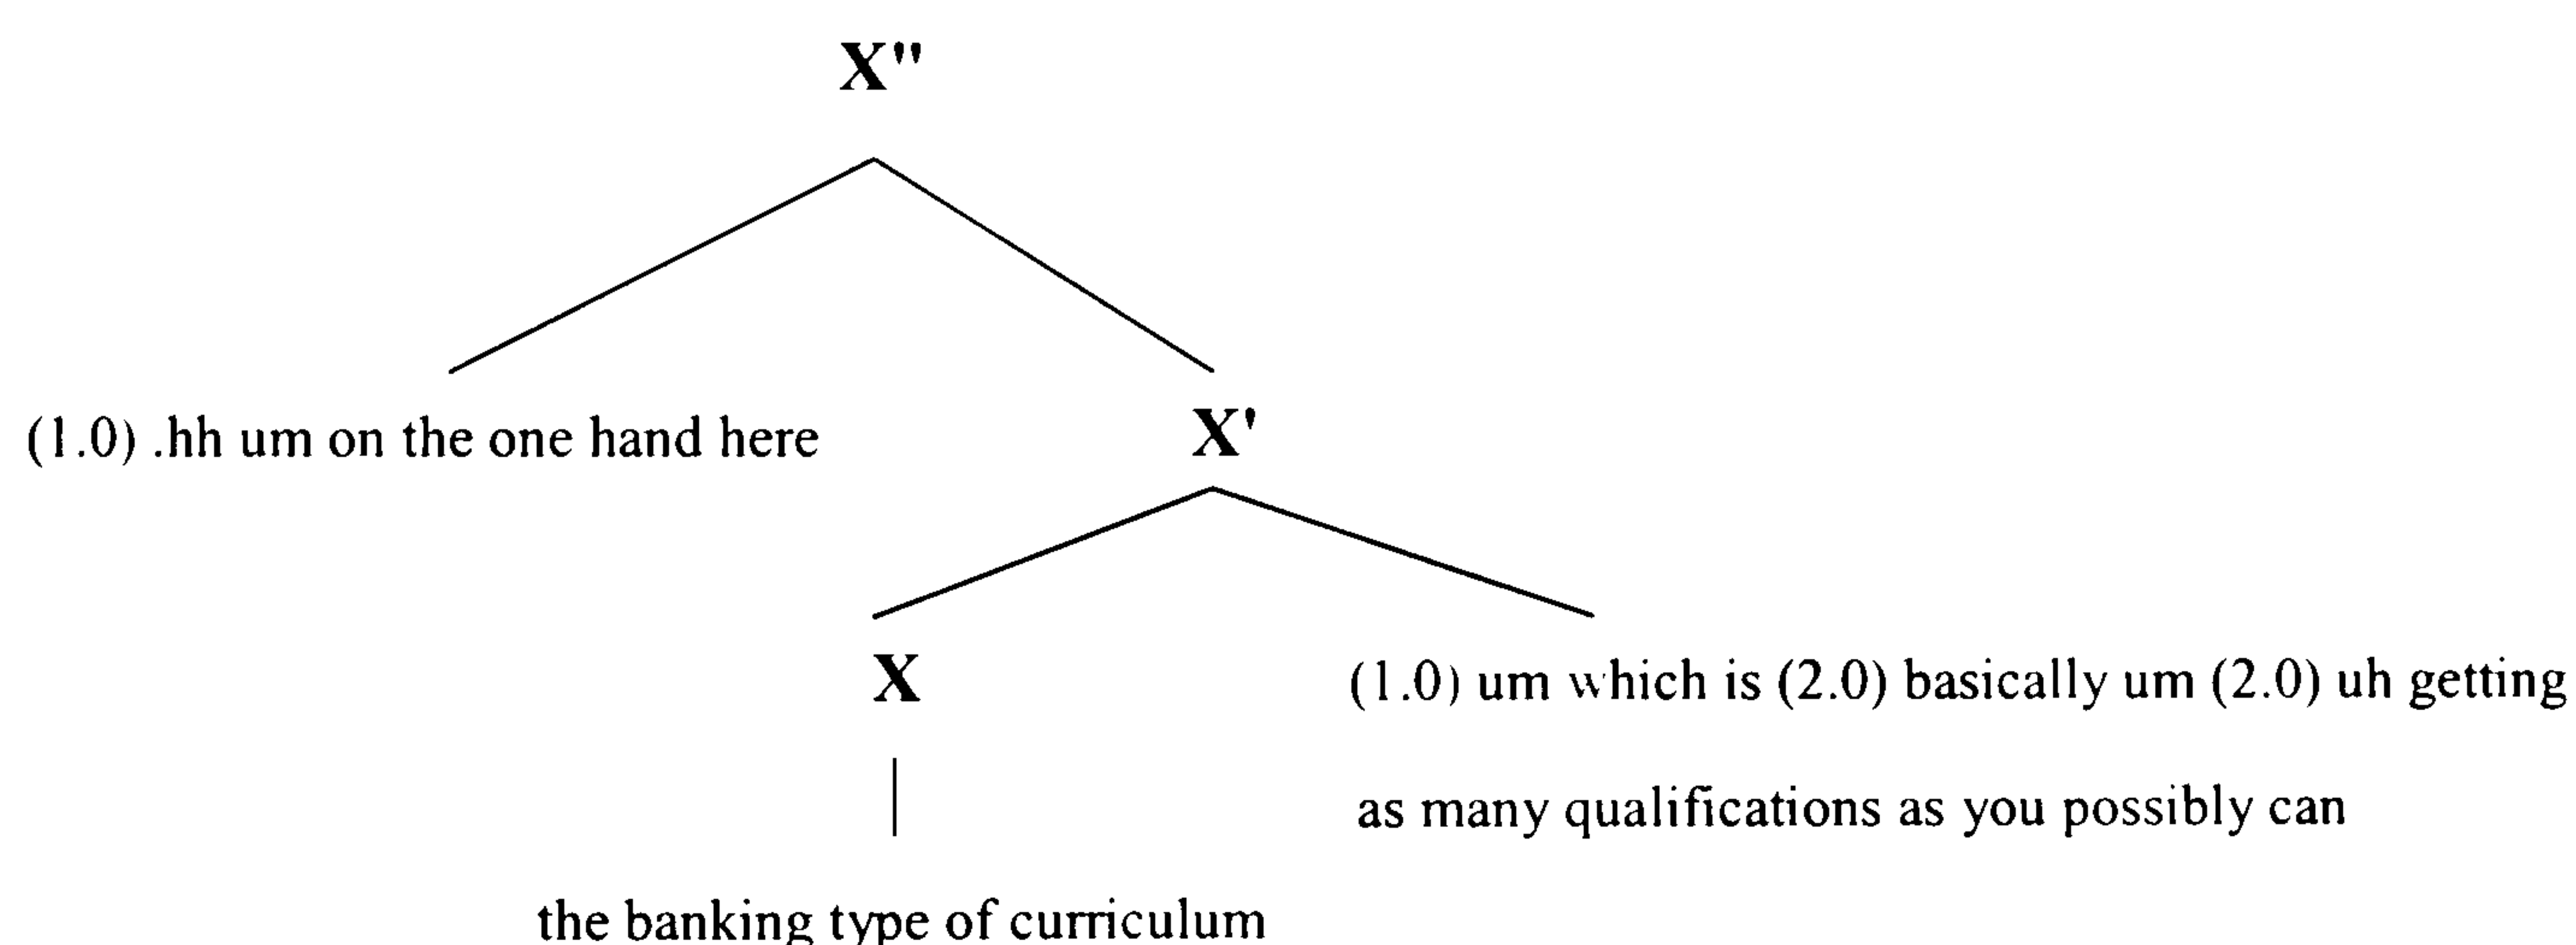 X"
(1.0) .hh um on the one hand here
X'
X
(1.0) um which is (2.0) basically um (2.0) uh getting
as many qualifications as you possibly can
the banking type of curriculum